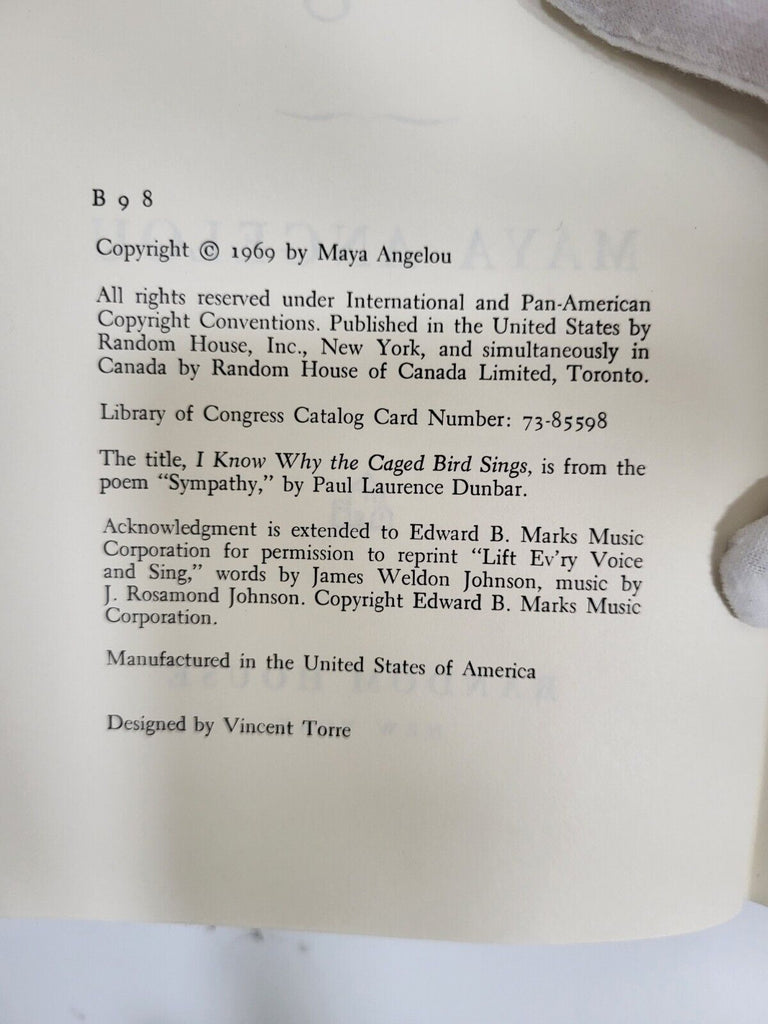 B 9 8
Copyright © 1969 by Maya Angelou
All rights reserved under International and Pan-American
Copyright Conventions. Published in the United States by
Random House, Inc., New York, and simultaneously in
Canada by Random House of Canada Limited, Toronto.
Library of Congress Catalog Card Number: 73-85598
The title, I Know Why the Caged Bird Sings, is from the
poem “Sympathy,” by Paul Laurence Dunbar.
Acknowledgment is extended to Edward B. Marks Music
Corporation for permission to reprint “Lift Ev’ry Voice
and Sing,” words by James Weldon Johnson, music by
J. Rosamond Johnson. Copyright Edward B. Marks Music
Corporation.
Manufactured in the United States of America
Designed by Vincent Torre